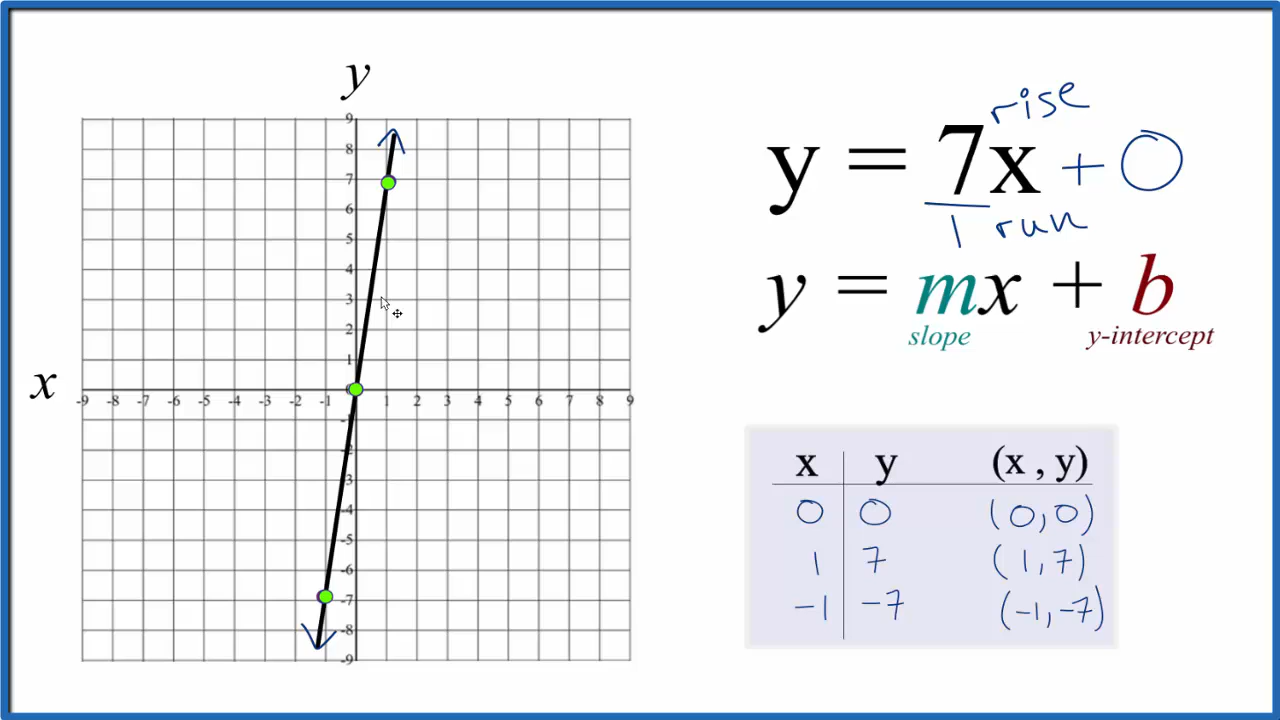 y
9
8
7
6
5
4
3
2
1
x
-9 -8 -7 -6 -5 -4 -3 -2 -1 1 2 3 4 5 6 7 8 9
-1
-2
-3
-4
-5
-6
-7
-8
-9
rise
y = 7x + 0
1 run
y = mx + b
slope y-intercept
x y (x , y)
0 0 (0,0)
1 7 (1,7)
-1 -7 (-1,-7)